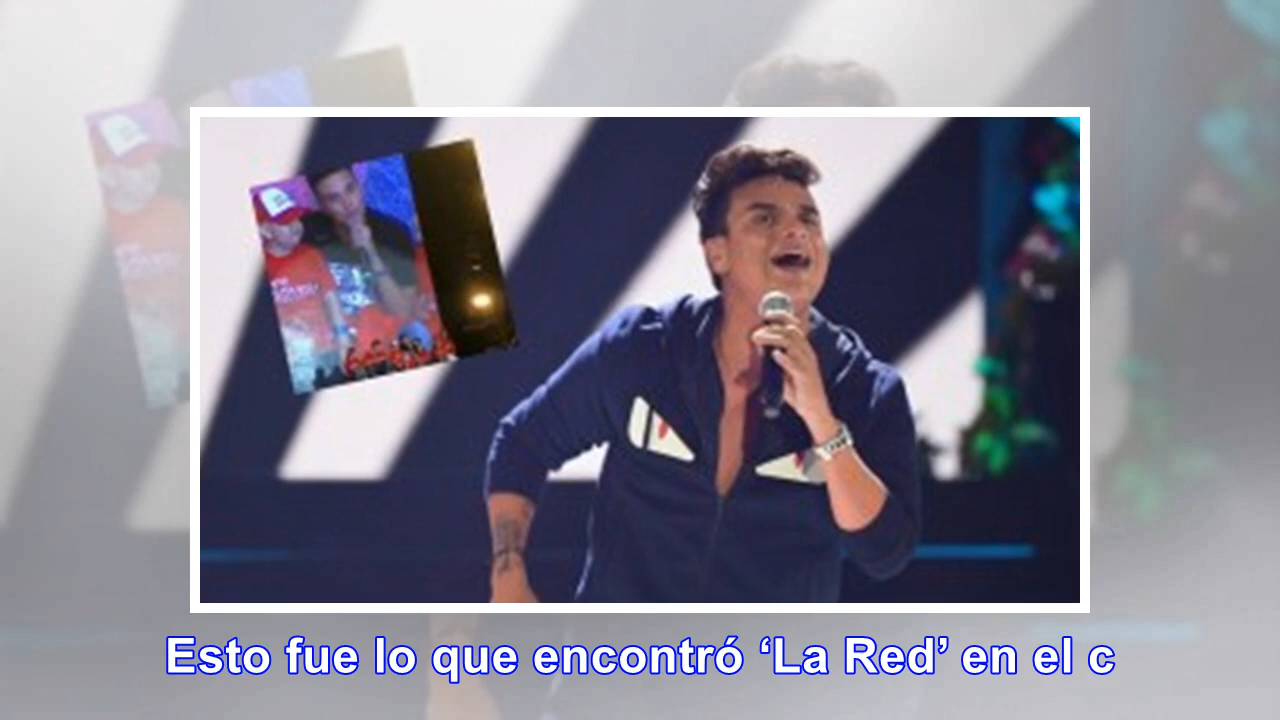 Esto fue lo que encontró ‘La Red’ en el c